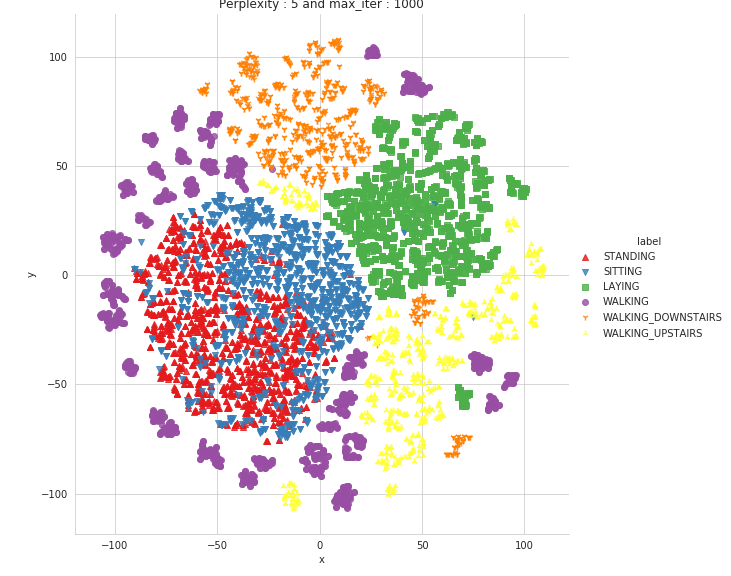 Perplexity : 5 and max_iter : 1000
100
50
0
−50
−100
y
−100
−50
0
50
100
x
label
STANDING
SITTING
LAYING
WALKING
WALKING_DOWNSTAIRS
WALKING_UPSTAIRS